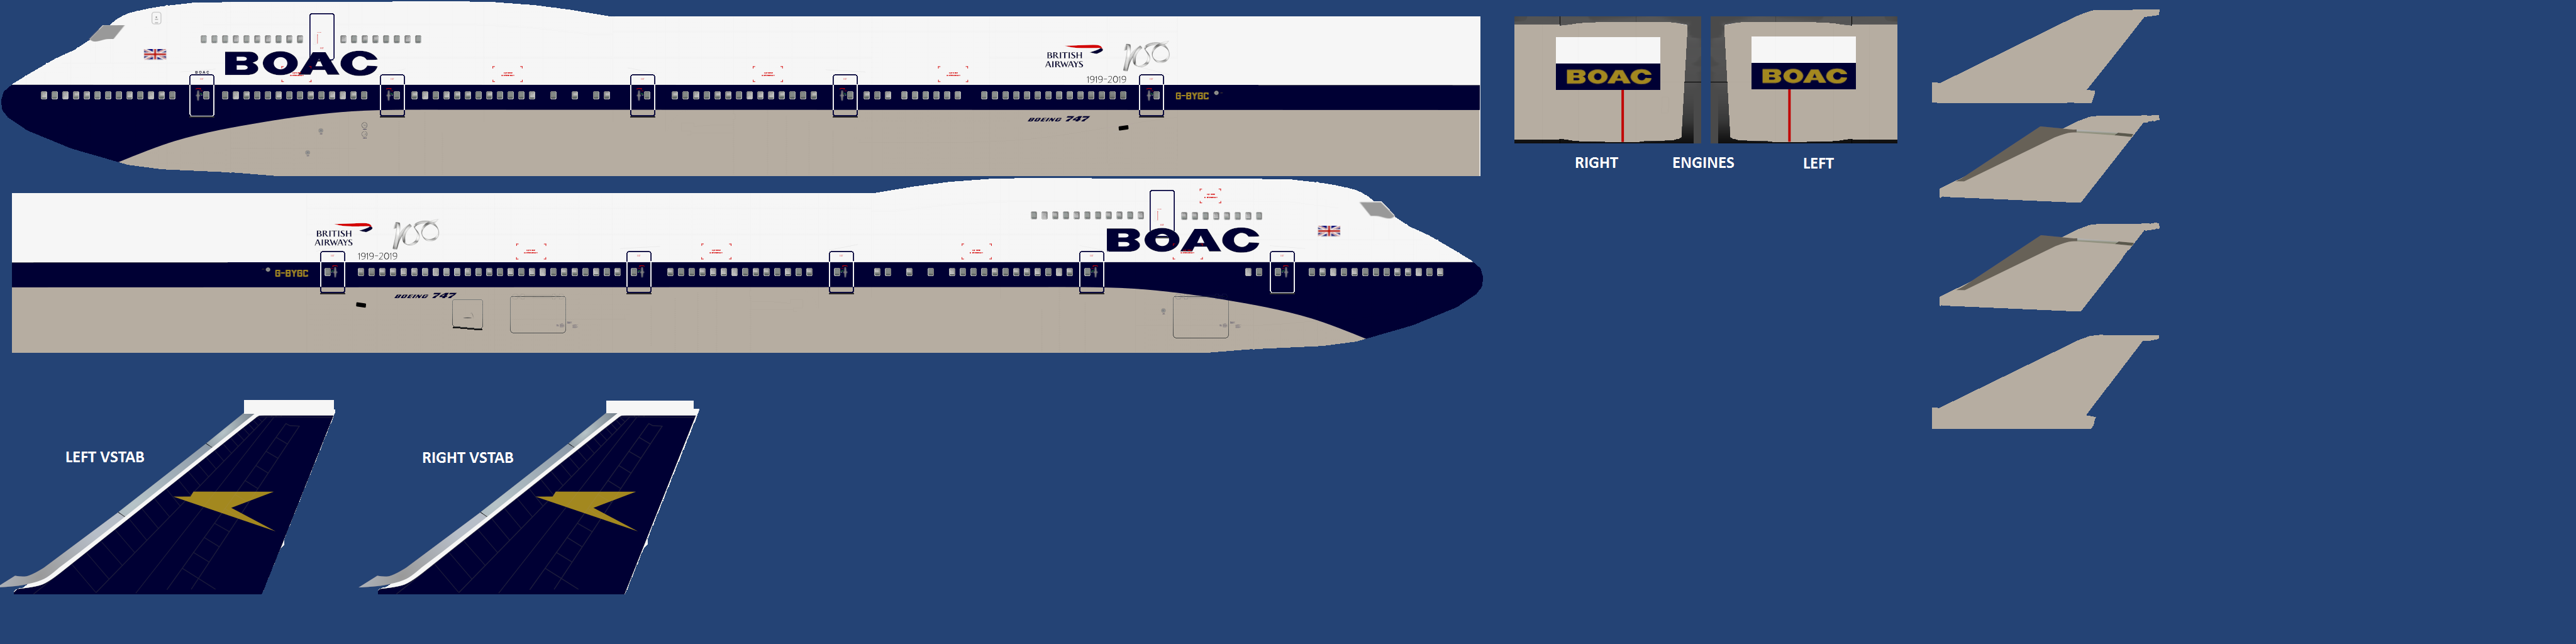 BOAC
BOAC
BRITISH
AIRWAYS
100
1919-2019
G-BYGC
BOEING 747
BOAC
BOAC
RIGHT
ENGINES
LEFT
BRITISH
AIRWAYS
100
1919-2019
BOAC
G-BYGC
BOEING 747
LEFT VSTAB
RIGHT VSTAB